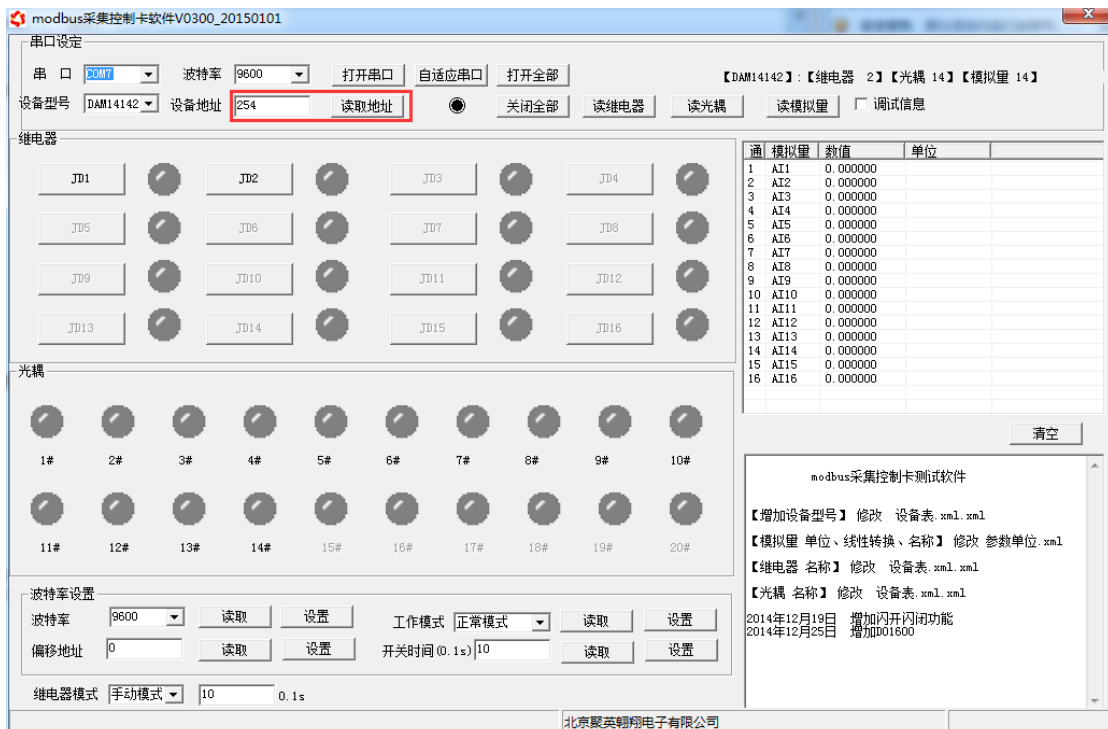 modbus采集控制卡软件V0300_20150101
串口设定
串 口 COM7 波特率 9600 打开串口 自适应串口 打开全部 【DAM14142】:【继电器 2】【光耦 14】【模拟量 14】
设备型号 DAM14142 设备地址 254 读取地址 关闭全部 读继电器 读光耦 读模拟量 调试信息
继电器
JD1 JD2 JD3 JD4
JD5 JD6 JD7 JD8
JD9 JD10 JD11 JD12
JD13 JD14 JD15 JD16
通 模拟量 数值 单位
1 AI1 0.000000
2 AI2 0.000000
3 AI3 0.000000
4 AI4 0.000000
5 AI5 0.000000
6 AI6 0.000000
7 AI7 0.000000
8 AI8 0.000000
9 AI9 0.000000
10 AI10 0.000000
11 AI11 0.000000
12 AI12 0.000000
13 AI13 0.000000
14 AI14 0.000000
15 AI15 0.000000
16 AI16 0.000000
清空
光耦
1# 2# 3# 4# 5# 6# 7# 8# 9# 10#
11# 12# 13# 14# 15# 16# 17# 18# 19# 20#
modbus采集控制卡测试软件
【增加设备型号】 修改 设备表.xml.xml
【模拟量 单位、线性转换、名称】 修改 参数单位.xml
【继电器 名称】 修改 设备表.xml.xml
【光耦 名称】 修改 设备表.xml.xml
2014年12月19日 增加闪开闪闭功能
2014年12月25日 增加DO1600
波特率设置
波特率 9600 读取 设置 工作模式 正常模式 读取 设置
偏移地址 0 读取 设置 开关时间(0.1s) 10 读取 设置
继电器模式 手动模式 10 0.1s
北京聚英翱翔电子有限公司